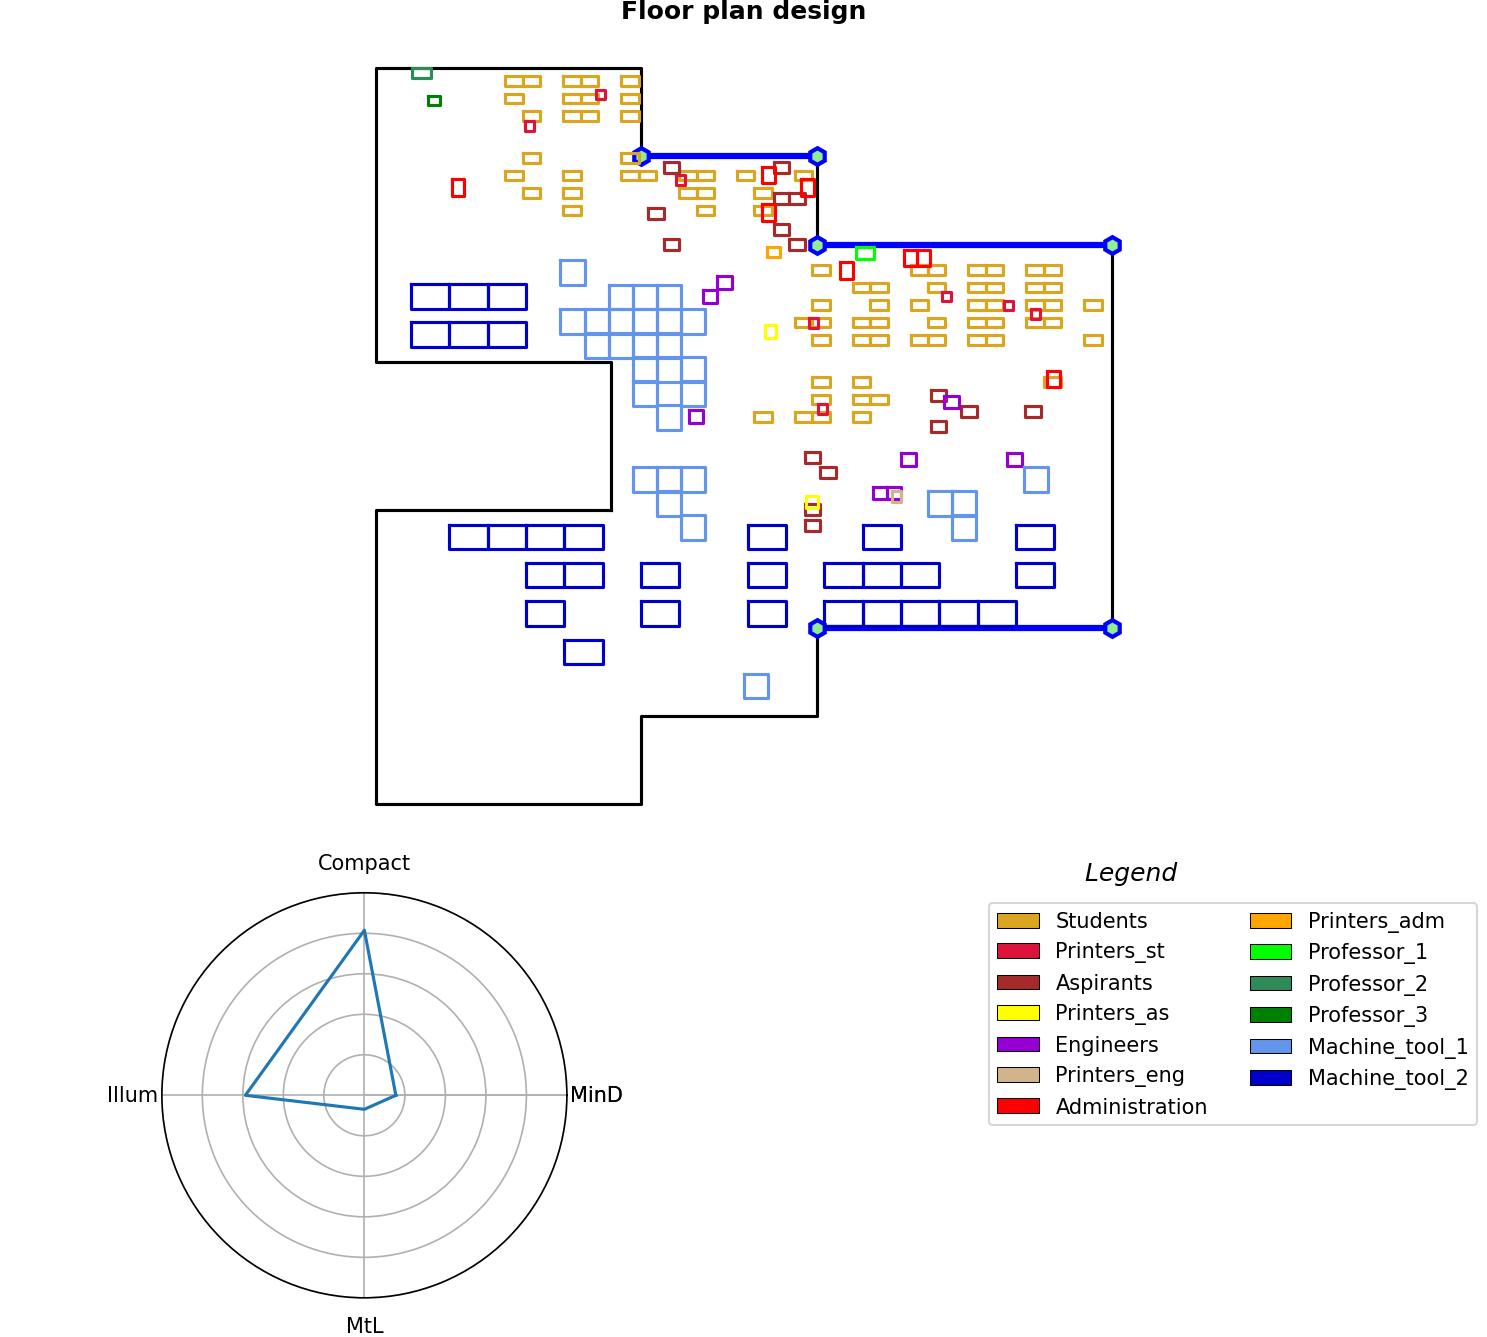 Floor plan design
Compact
Illum
MinD
MtL
Legend
Students
Printers_st
Aspirants
Printers_as
Engineers
Printers_eng
Administration
Printers_adm
Professor_1
Professor_2
Professor_3
Machine_tool_1
Machine_tool_2